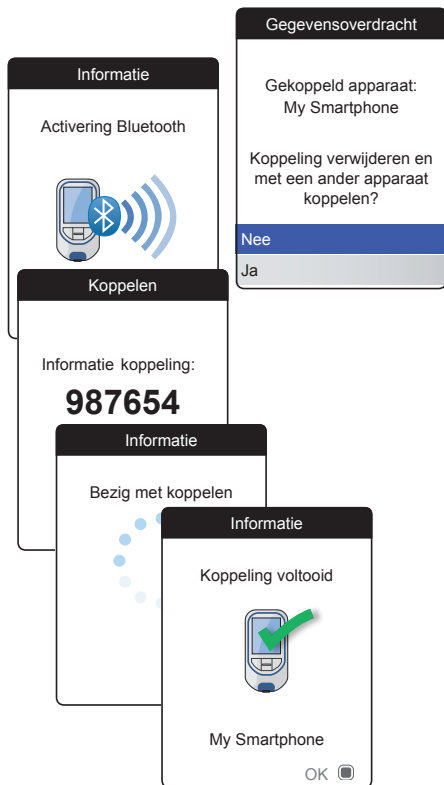 Informatie
Activering Bluetooth
Koppelen
Informatie koppeling:
987654
Informatie
Bezig met koppelen
Informatie
Koppeling voltooid
My Smartphone
OK
Gegevensoverdracht
Gekoppeld apparaat:
My Smartphone
Koppeling verwijderen en
met een ander apparaat
koppelen?
Nee
Ja